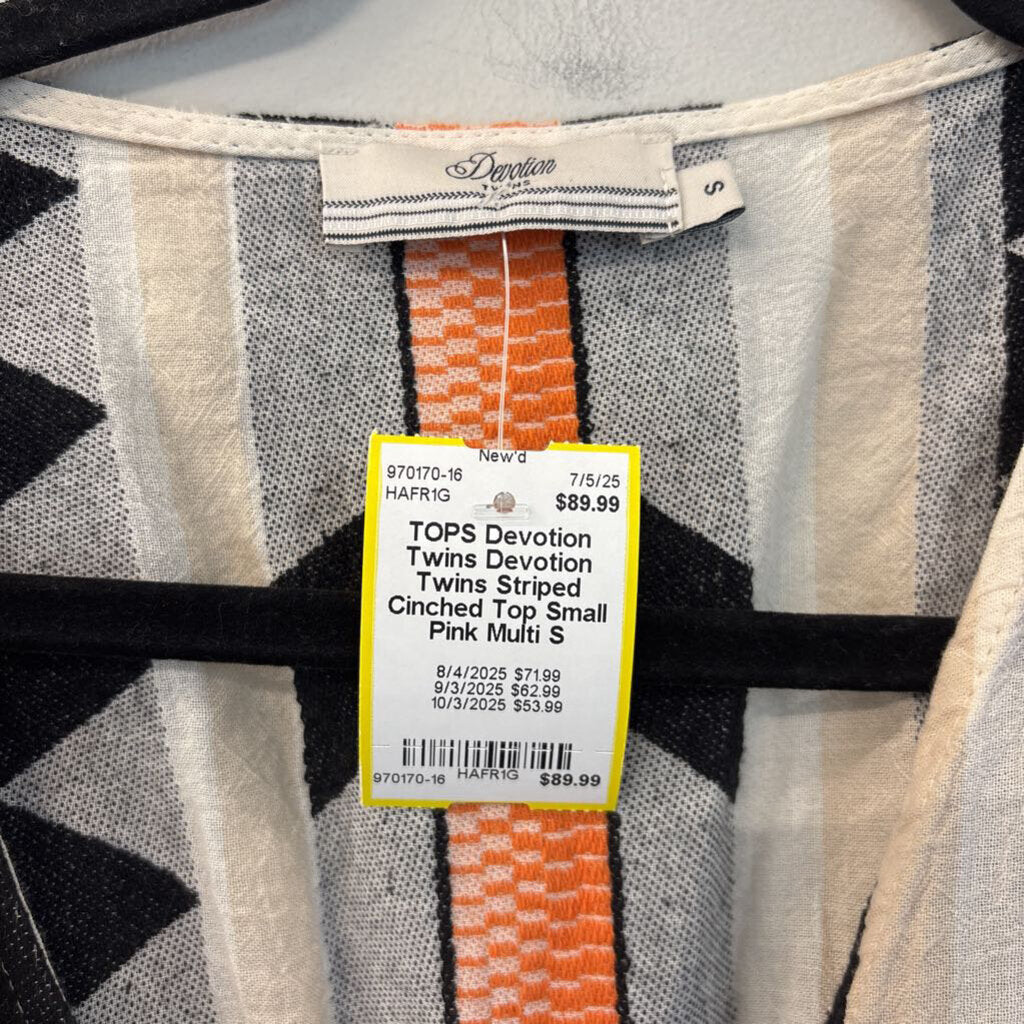 Devotion
TWINS
S
New'd
970170-16 7/5/25
HAFR1G $89.99
TOPS Devotion
Twins Devotion
Twins Striped
Cinched Top Small
Pink Multi S
8/4/2025 $71.99
9/3/2025 $62.99
10/3/2025 $53.99
970170-16 HAFR1G $89.99